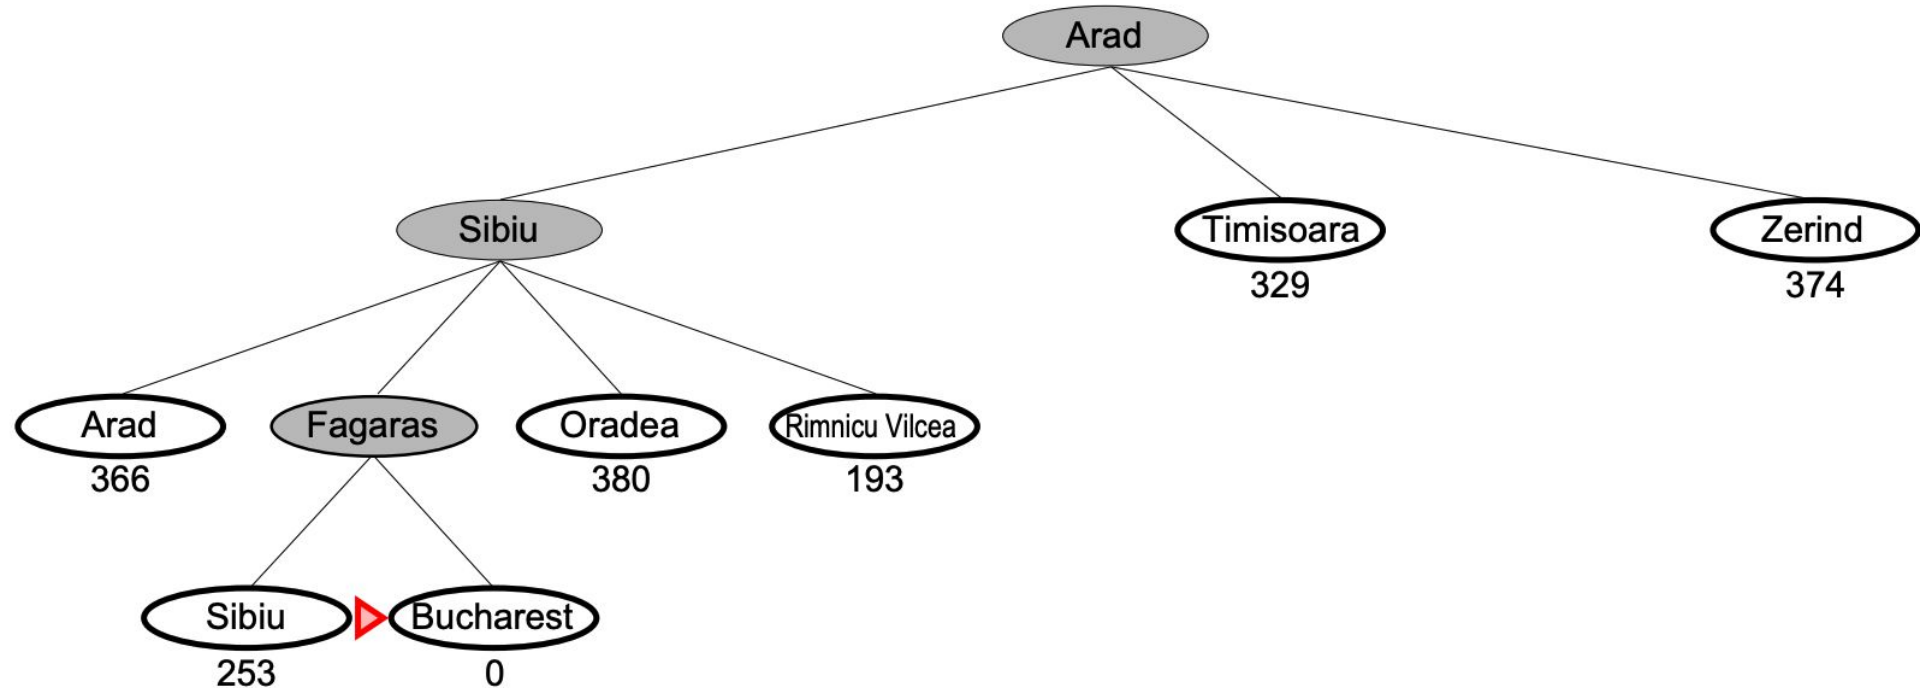 Arad
Sibiu
Timisoara
Zerind
329
374
Arad
Fagaras
Oradea
Rimnicu Vilcea
366
380
193
Sibiu
Bucharest
253
0